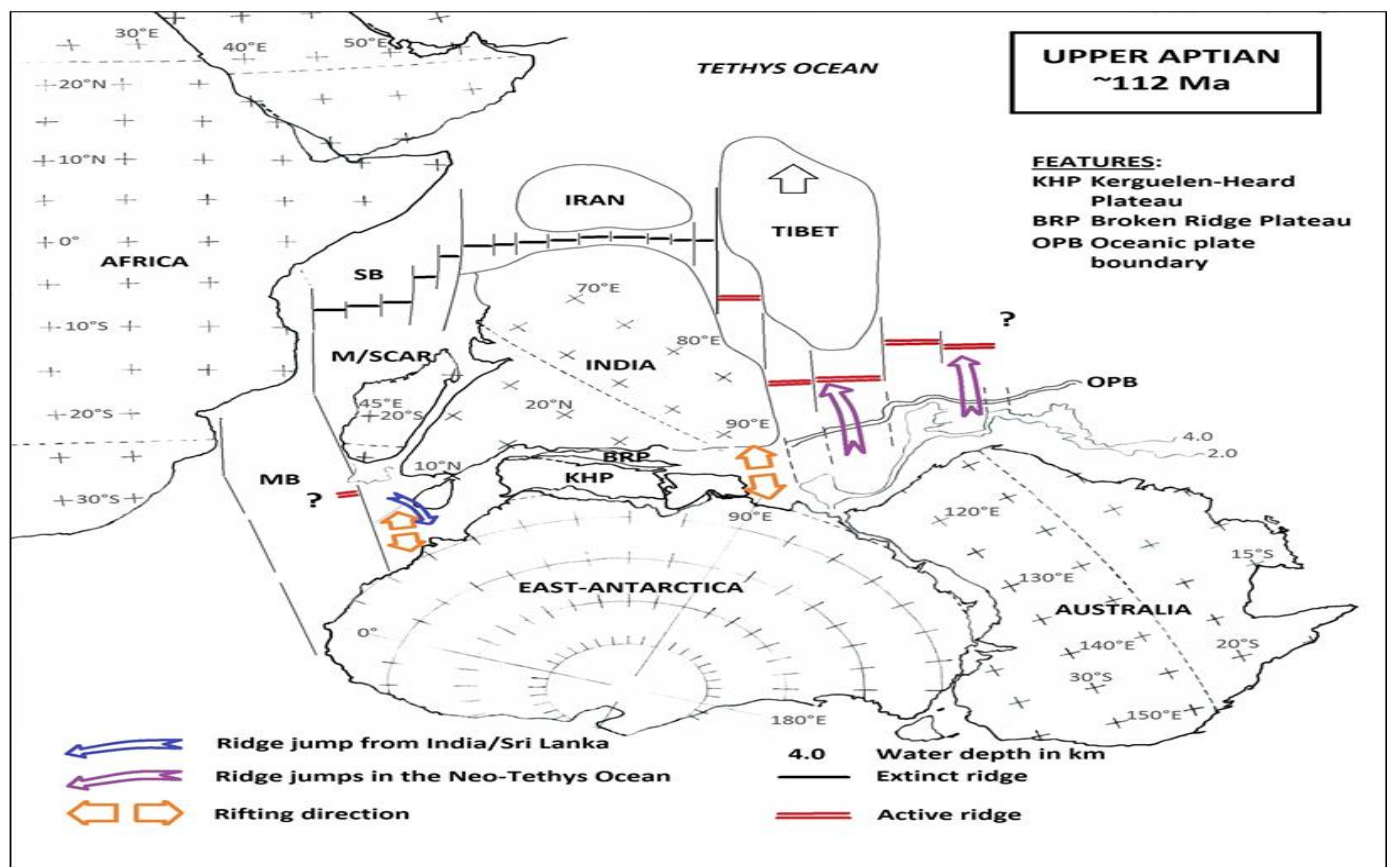 30°E
40°E
50°E
TETHYS OCEAN
UPPER APTIAN
~112 Ma
20°N
10°N
0°
10°S
20°S
30°S
AFRICA
SB
M/SCAR
45°E
20°S
MB
?
IRAN
TIBET
70°E
80°E
INDIA
20°N
90°E
10°N
BRP
KHP
90°E
EAST-ANTARCTICA
0°
180°E
FEATURES:
KHP Kerguelen-Heard
Plateau
BRP Broken Ridge Plateau
OPB Oceanic plate
boundary
?
OPB
4.0
2.0
120°E
15°S
130°E
AUSTRALIA
140°E
20°S
30°S
150°E
Ridge jump from India/Sri Lanka
Ridge jumps in the Neo-Tethys Ocean
Rifting direction
4.0 Water depth in km
Extinct ridge
Active ridge